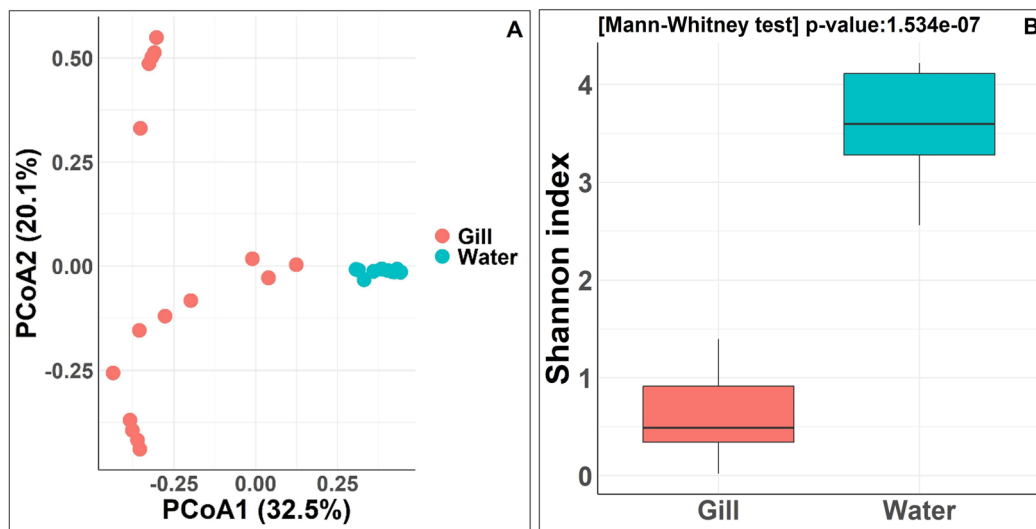 A
PCoA2 (20.1%)
0.50
0.25
0.00
-0.25
-0.25 0.00 0.25
PCoA1 (32.5%)
Gill
Water
[Mann-Whitney test] p-value:1.534e-07 B
Shannon index
4
3
2
1
0
Gill Water